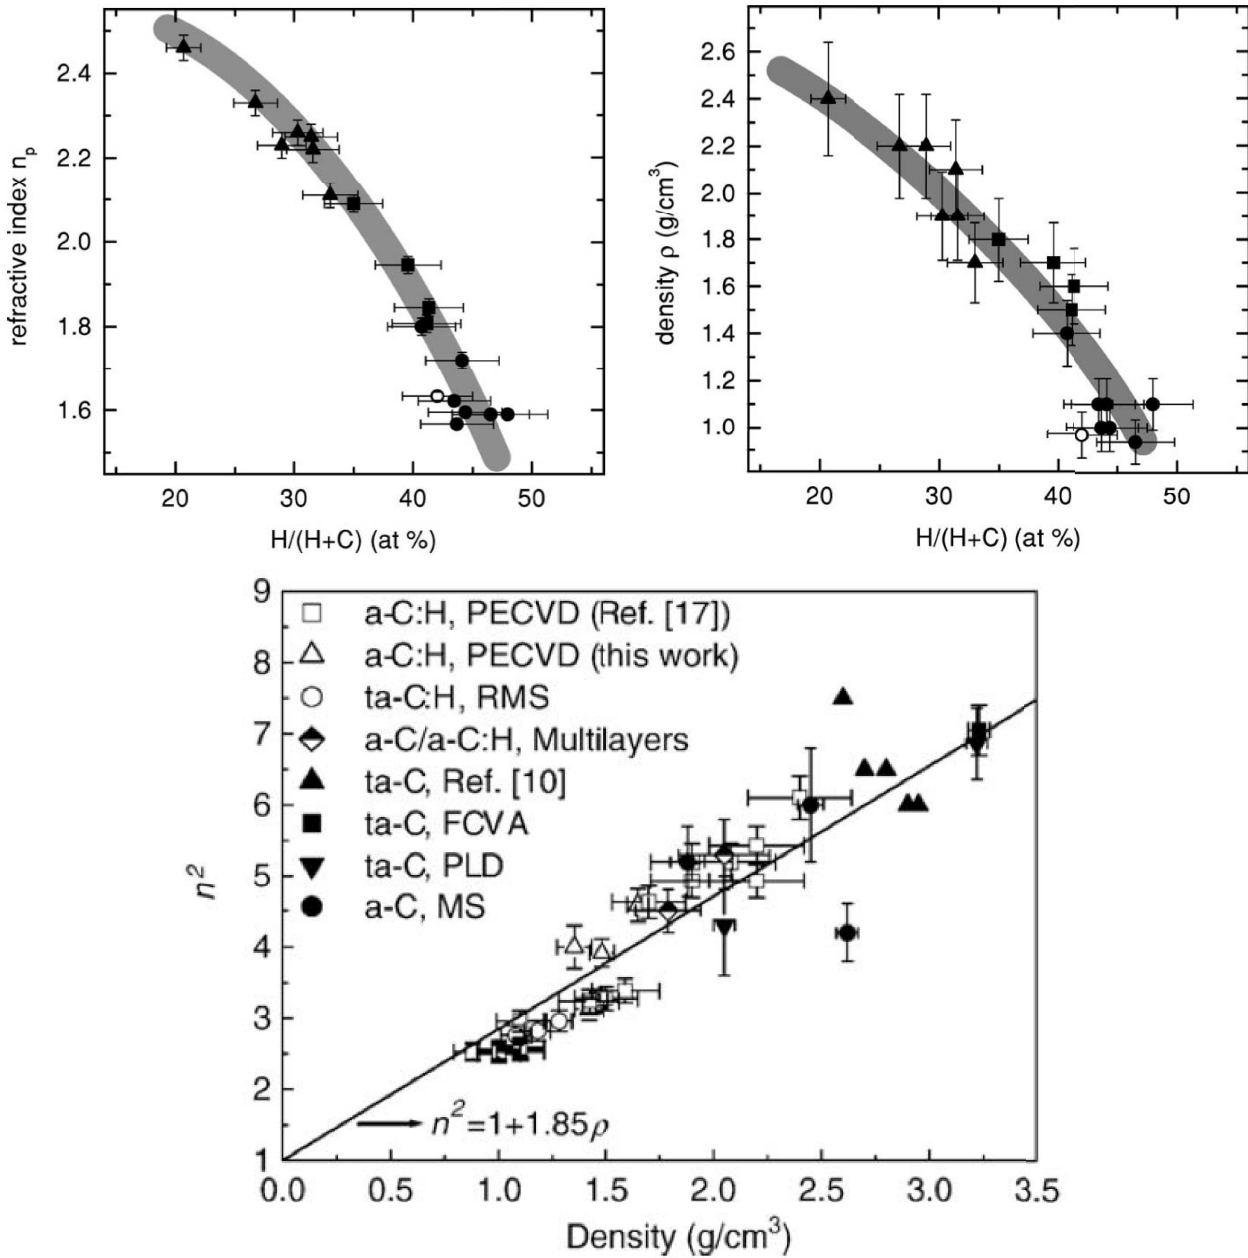 2.4
2.2
2.0
1.8
1.6
refractive index n_p
20 30 40 50
H/(H+C) (at %)
2.6
2.4
2.2
2.0
1.8
1.6
1.4
1.2
1.0
density ρ (g/cm³)
20 30 40 50
H/(H+C) (at %)
9
8
7
6
5
4
3
2
1
n²
a-C:H, PECVD (Ref. [17])
a-C:H, PECVD (this work)
ta-C:H, RMS
a-C/a-C:H, Multilayers
ta-C, Ref. [10]
ta-C, FCVA
ta-C, PLD
a-C, MS
n²=1+1.85ρ
0.0 0.5 1.0 1.5 2.0 2.5 3.0 3.5
Density (g/cm³)